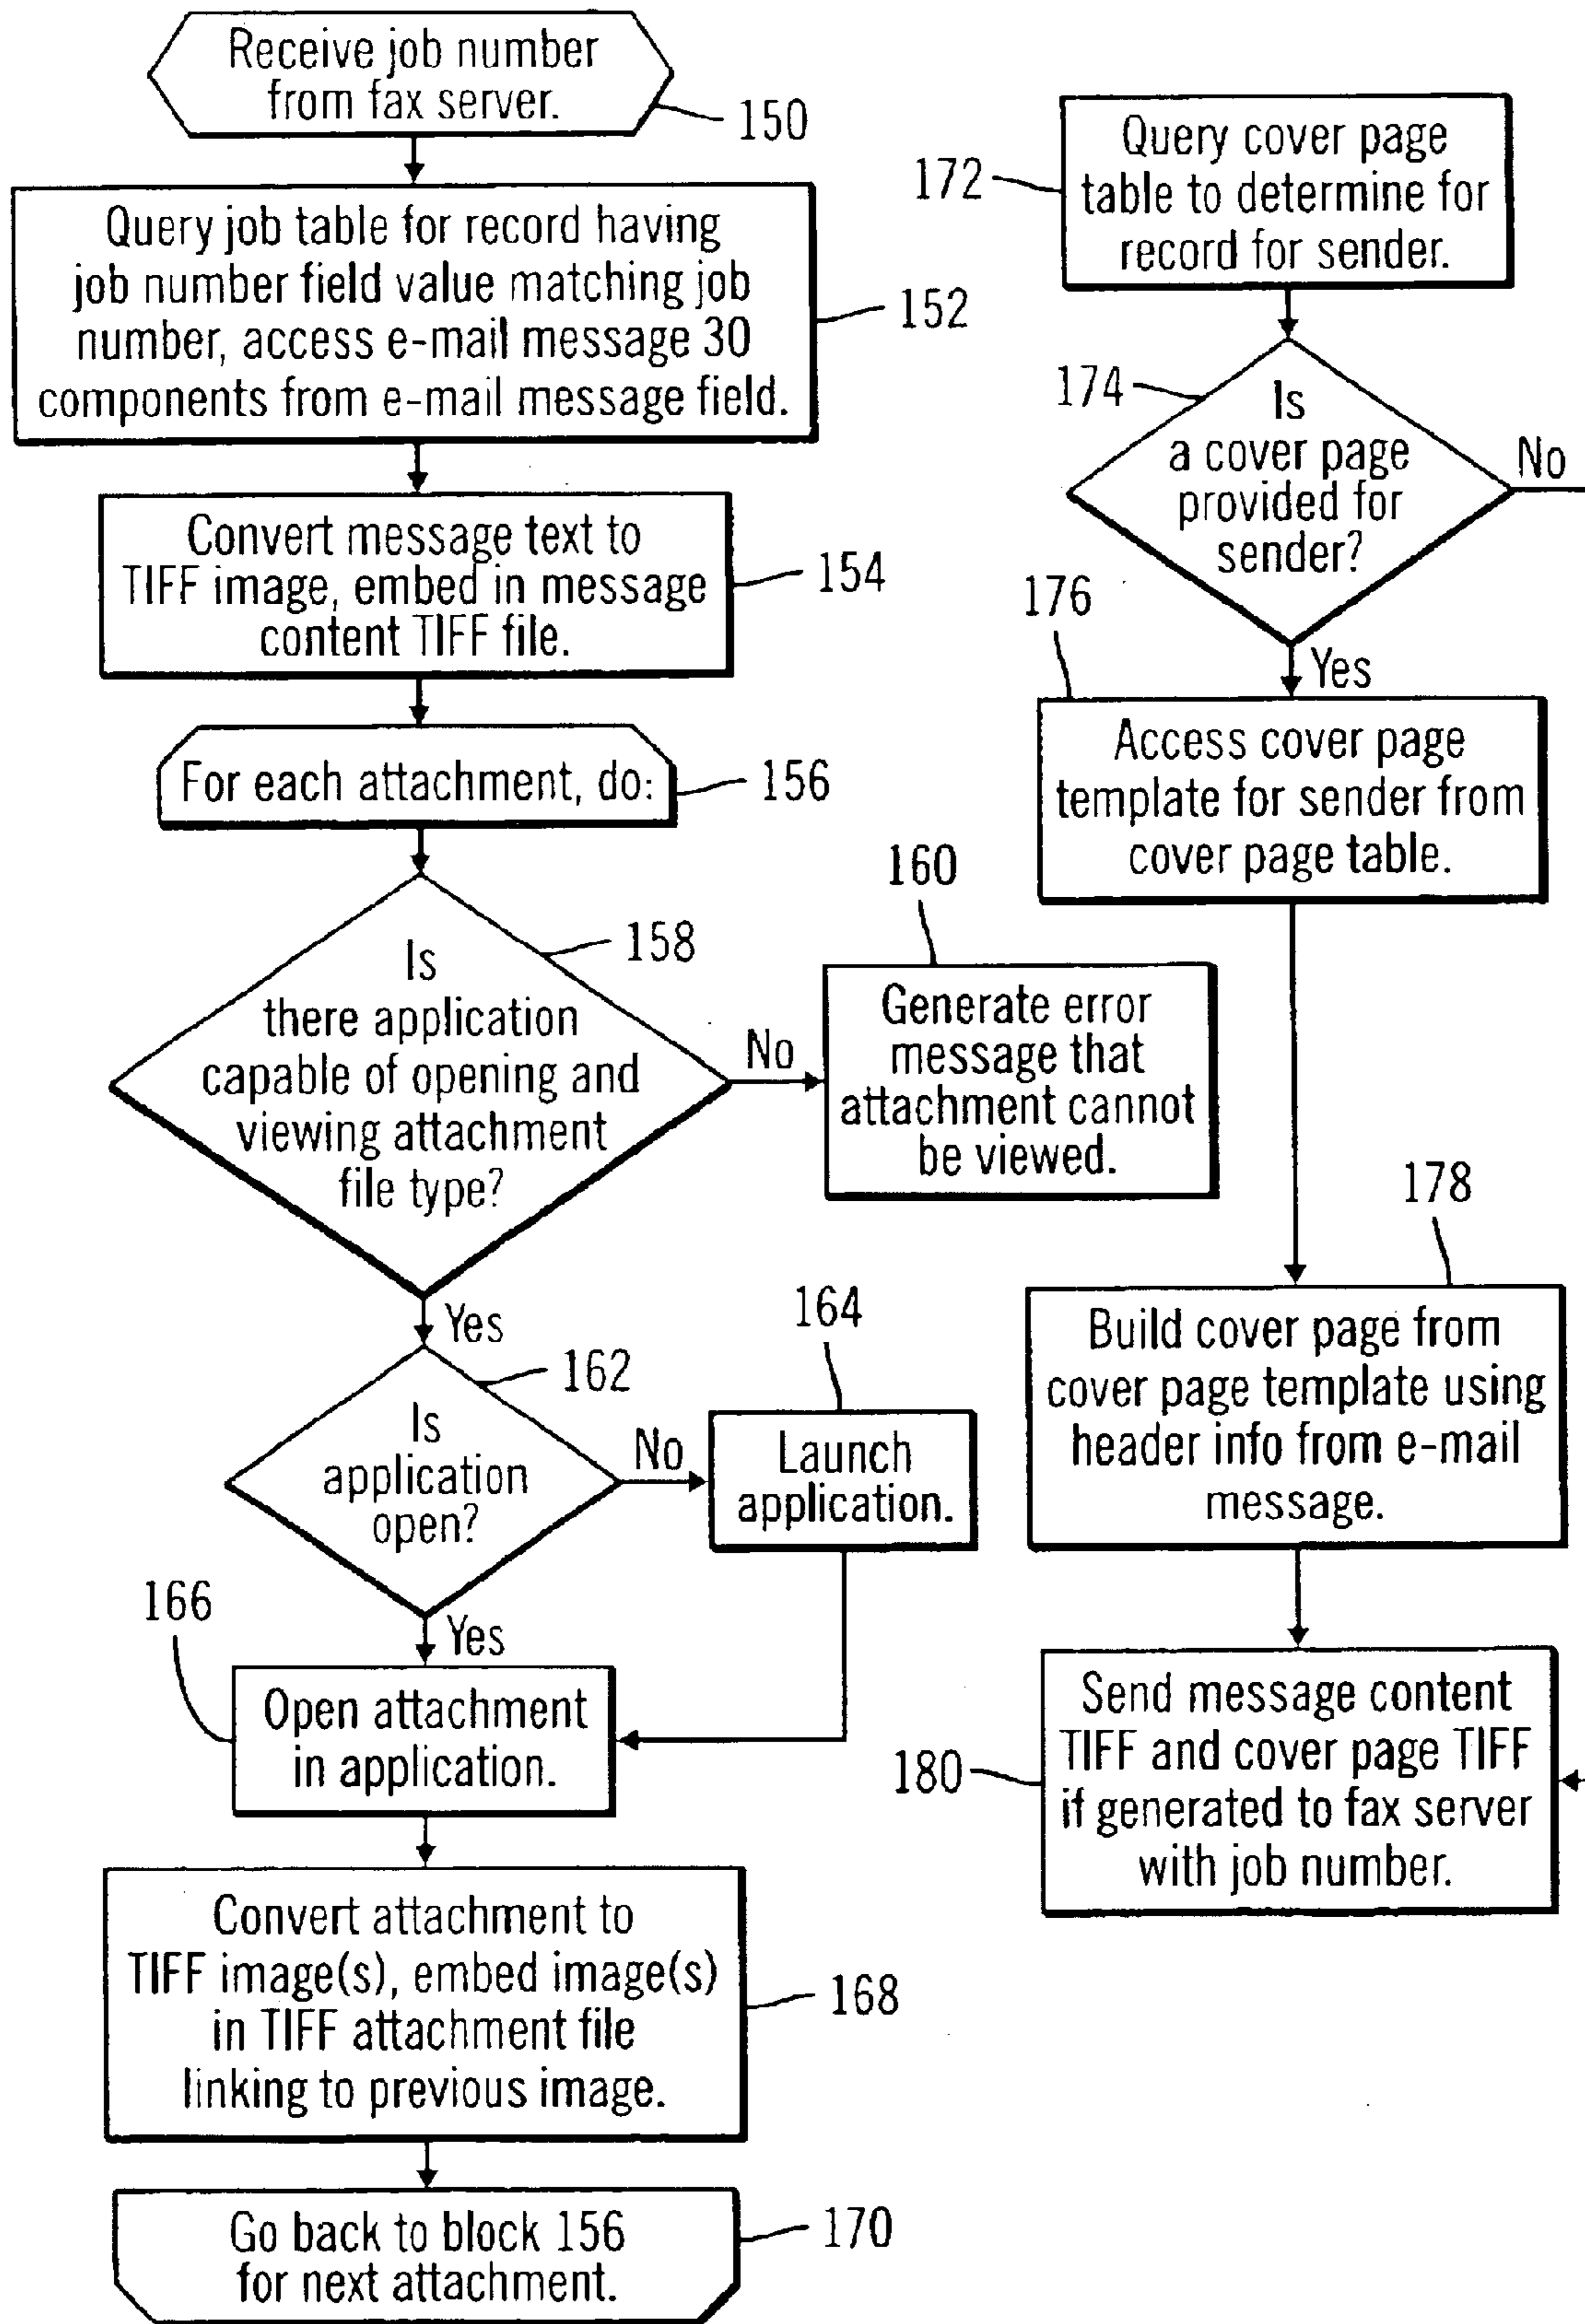 Receive job number
from fax server.
150
Query job table for record having
job number field value matching job
number, access e-mail message 30
components from e-mail message field.
152
Convert message text to
TIFF image, embed in message
content TIFF file.
154
For each attachment, do:
156
Is
there application
capable of opening and
viewing attachment
file type?
158
No
160
Generate error
message that
attachment cannot
be viewed.
Yes
Is
application
open?
162
No
164
Launch
application.
Yes
166
Open attachment
in application.
Convert attachment to
TIFF image(s), embed image(s)
in TIFF attachment file
linking to previous image.
168
Go back to block 156
for next attachment.
170
172
Query cover page
table to determine for
record for sender.
174
Is
a cover page
provided for
sender?
No
Yes
176
Access cover page
template for sender from
cover page table.
178
Build cover page from
cover page template using
header info from e-mail
message.
180
Send message content
TIFF and cover page TIFF
if generated to fax server
with job number.